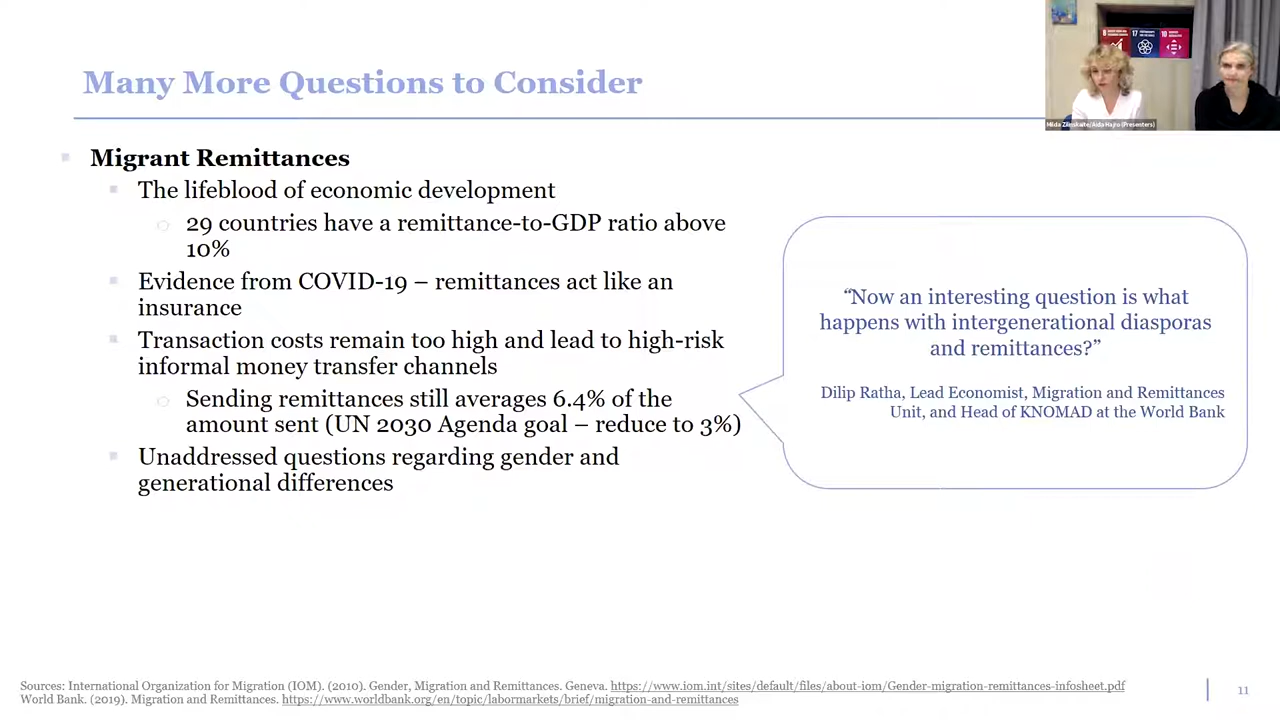 Many More Questions to Consider
Migrant Remittances
The lifeblood of economic development
29 countries have a remittance-to-GDP ratio above
10%
Evidence from COVID-19 – remittances act like an
insurance
Transaction costs remain too high and lead to high-risk
informal money transfer channels
Sending remittances still averages 6.4% of the
amount sent (UN 2030 Agenda goal – reduce to 3%)
Unaddressed questions regarding gender and
generational differences
“Now an interesting question is what
happens with intergenerational diasporas
and remittances?”
Dilip Ratha, Lead Economist, Migration and Remittances
Unit, and Head of KNOMAD at the World Bank
17
10
(Presenters)
Sources: International Organization for Migration (IOM). (2010). Gender, Migration and Remittances. Geneva. https://www.iom.int/sites/default/files/about-iom/Gender-migration-remittances-infosheet.pdf
World Bank. (2019). Migration and Remittances. https://www.worldbank.org/en/topic/labormarkets/brief/migration-and-remittances
11